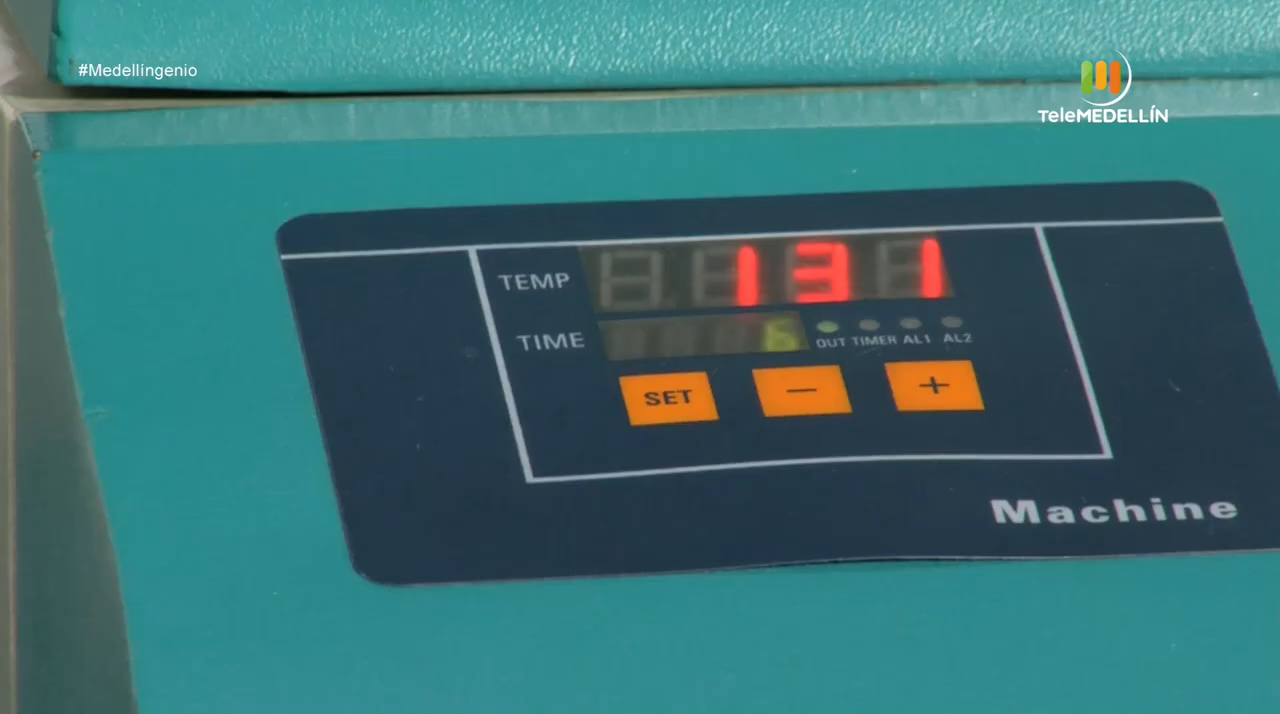 #Medellingenio
TeleMEDELLÍN
TEMP 131
TIME 6
OUT TIMER AL1 AL2
SET − +
Machine